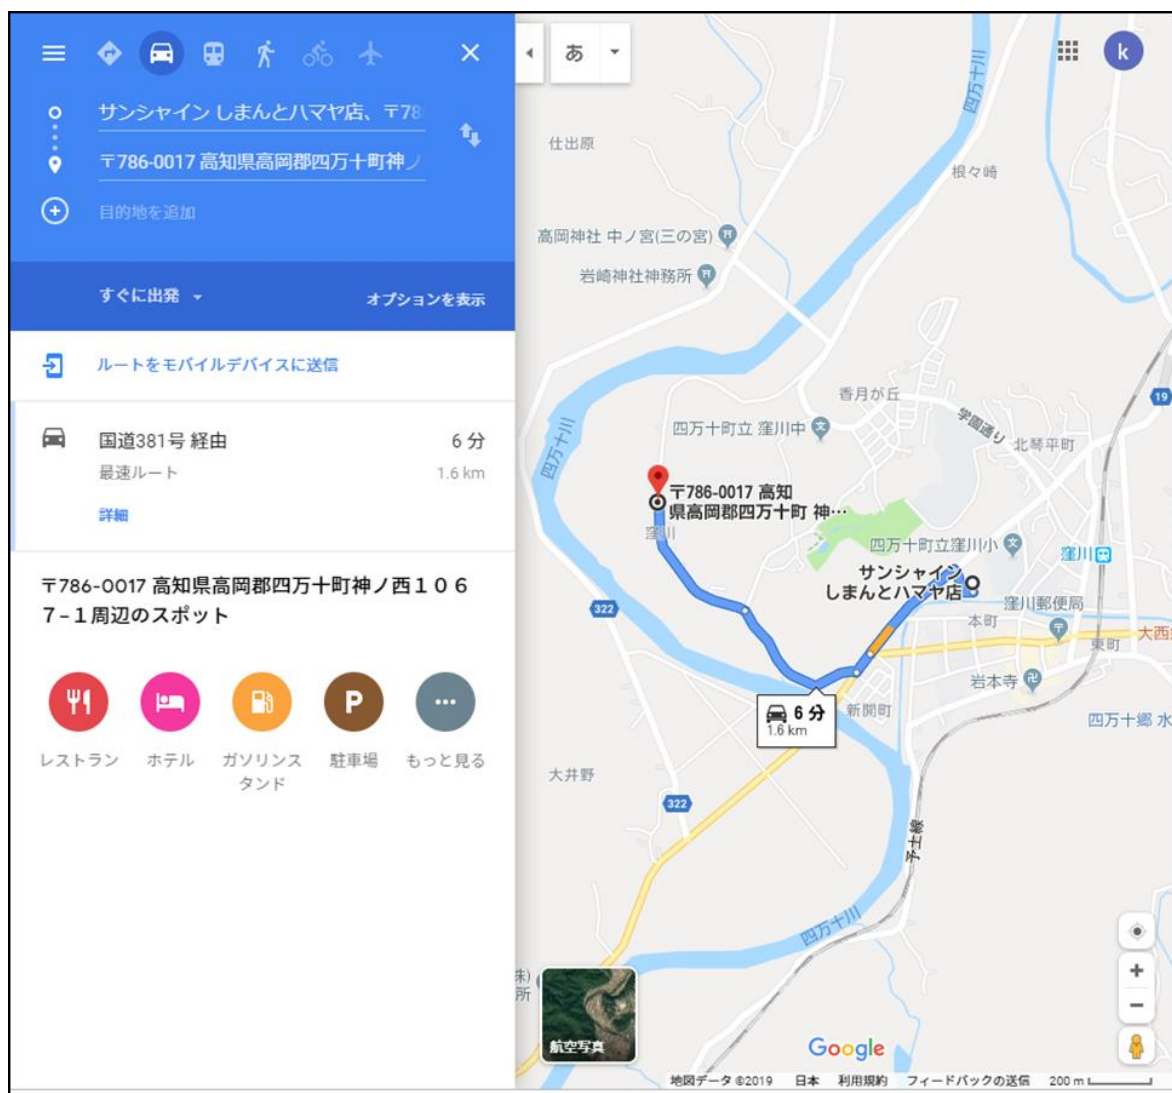 サンシャイン しまんとハマヤ店、〒78
〒786-0017 高知県高岡郡四万十町神ノ
目的地を追加
すぐに出発
オプションを表示
ルートをモバイルデバイスに送信
国道381号 経由
6 分
最速ルート
1.6 km
詳細
〒786-0017 高知県高岡郡四万十町神ノ西１０６
７−１周辺のスポット
P
レストラン
ホテル
ガソリンス
タンド
駐車場
もっと見る
あ
k
四万十川
仕出原
根々崎
高岡神社 中ノ宮(三の宮)
岩崎神社神務所
香月が丘
19
四万十町立 窪川中
文
学園通り
北琴平町
四万十川
〒786-0017 高知
県高岡郡四万十町 神…
窪川
四万十町立窪川小
文
窪川
サンシャイン
しまんとハマヤ店
窪川郵便局
〒
322
本町
東町
大西
岩本寺
卍
6 分
1.6 km
新開町
四万十郷 水
大井野
322
予土線
四万十川
株)
所
航空写真
Google
地図データ ©2019
日本
利用規約
フィードバックの送信
200 m